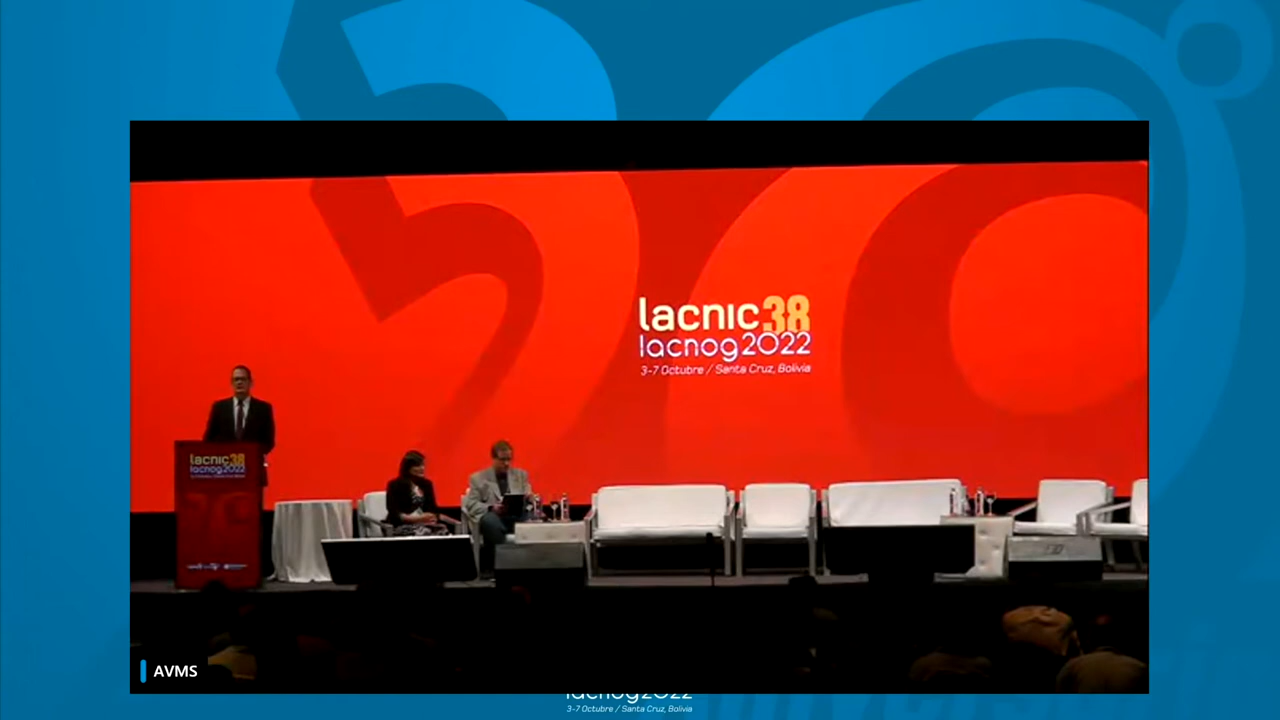 lacnic38
lacnog2022
3-7 Octubre / Santa Cruz, Bolivia
lacnic38
lacnog2022
AVMS
lacnog2022
3-7 Octubre / Santa Cruz, Bolivia